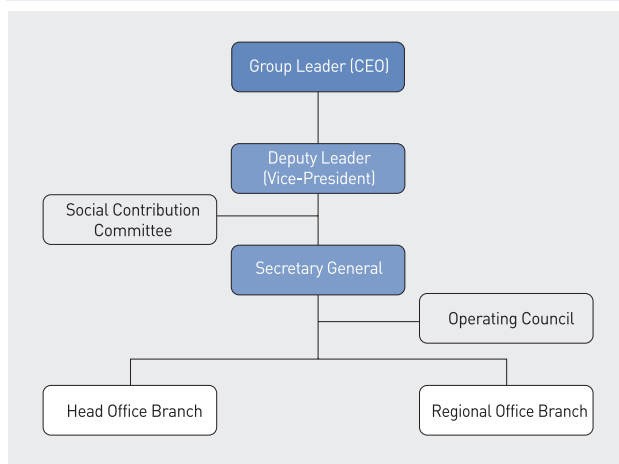 Group Leader (CEO)
Deputy Leader
(Vice-President)
Social Contribution
Committee
Secretary General
Operating Council
Head Office Branch
Regional Office Branch